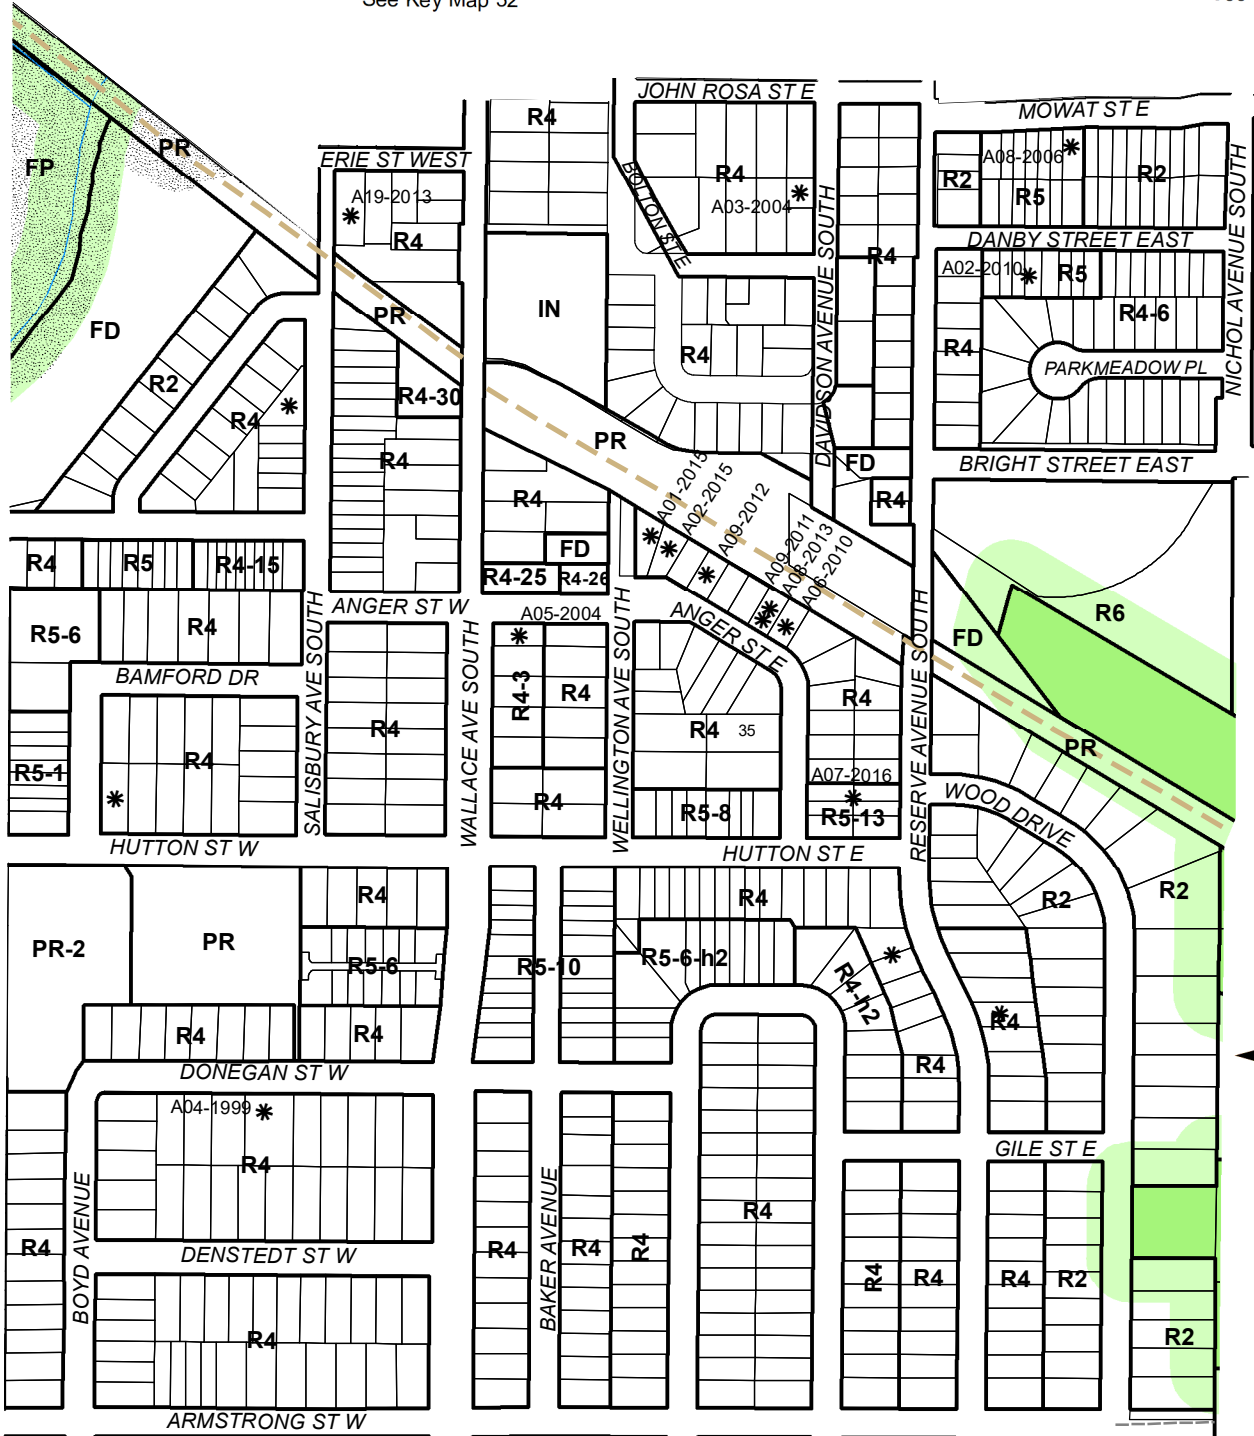 See Key Map 52
JOHN ROSA ST E
MOWAT ST E
R4
PR
ERIE ST WEST
FP
BOLTON ST E
R4
A08-2006
R2
R2
R5
A19-2013
A03-2004
R4
DAVIDSON AVENUE SOUTH
NICHOL AVENUE SOUTH
DANBY STREET EAST
R4
A02-2010
R5
IN
PR
R4-6
FD
R4
R4
PARKMEADOW PL
R2
R4-30
R4
PR
R4
FD
BRIGHT STREET EAST
R4
R4
A01-2015
A02-2015
A09-2012
A09-2011
A08-2013
A06-2010
FD
R4
R5
R4-15
R4-25
R4-26
ANGER ST W
A05-2004
ANGER ST E
R6
R5-6
R4
FD
BAMFORD DR
SALISBURY AVE SOUTH
WALLACE AVE SOUTH
R4-3
R4
WELLINGTON AVE SOUTH
R4
RESERVE AVENUE SOUTH
R4
R4
35
PR
R4
R5-1
A07-2016
WOOD DRIVE
R4
R5-8
R5-13
HUTTON ST W
HUTTON ST E
R4
R4
R2
R2
PR-2
PR
R5-6
R5-10
R5-6-h2
R4-h2
R4
R4
R4
R4
DONEGAN ST W
A04-1999
GILE ST E
R4
BOYD AVENUE
BAKER AVENUE
R4
R4
DENSTEDT ST W
R4
R4
R4
R4
R4
R4
R2
R4
R2
ARMSTRONG ST W